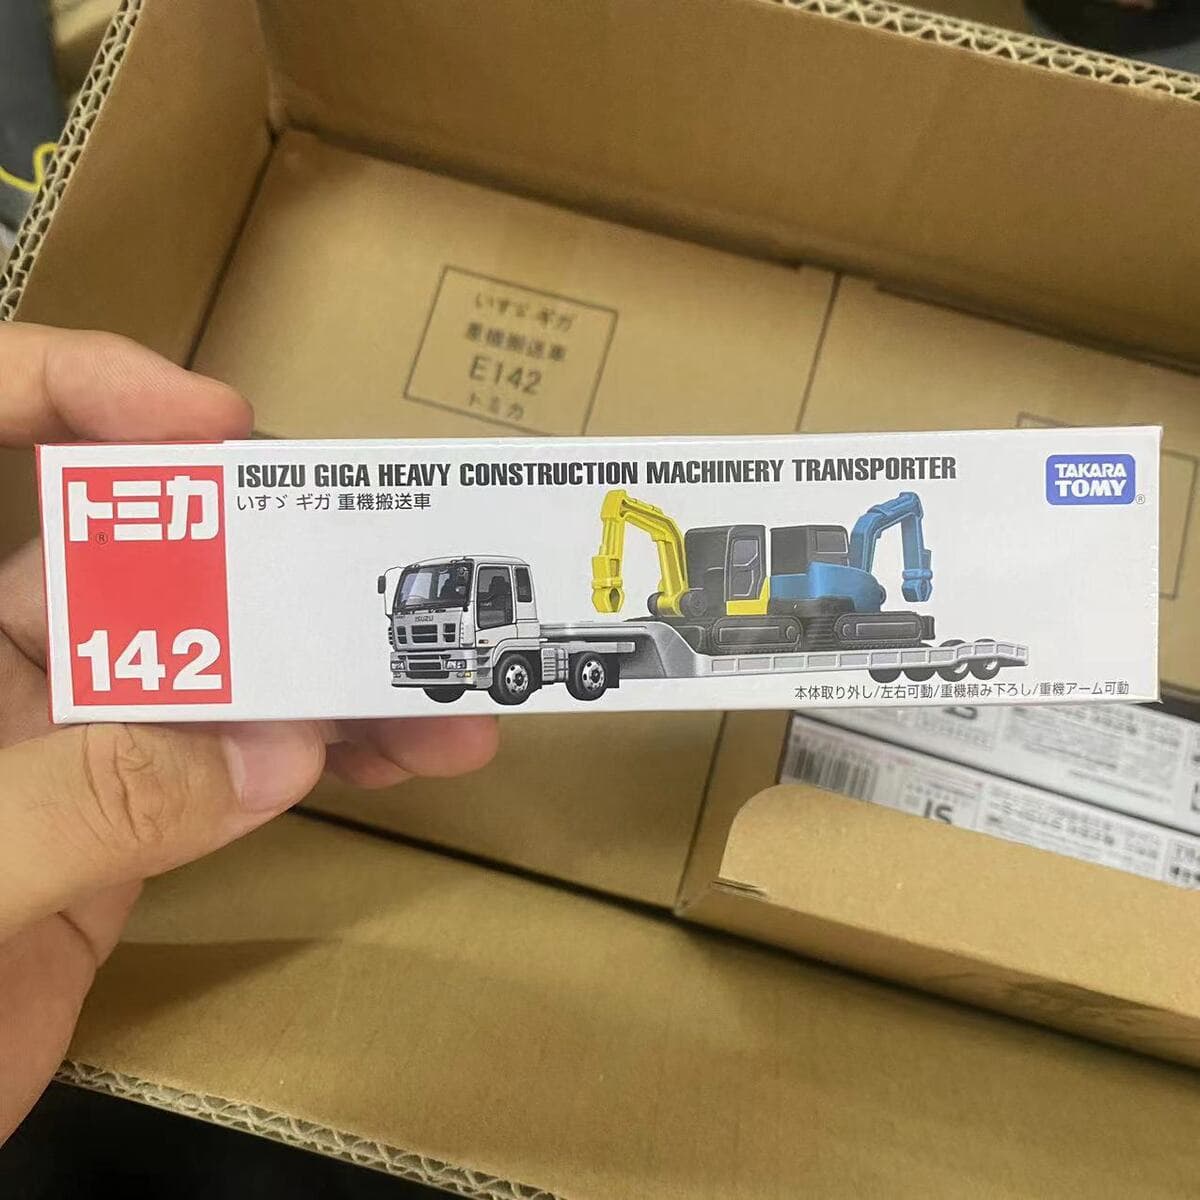 いすゞ ギガ
重機搬送車
E142
トミカ
トミカ
®
142
ISUZU GIGA HEAVY CONSTRUCTION MACHINERY TRANSPORTER
いすゞ ギガ 重機搬送車
TAKARA
TOMY
®
ISUZU
本体取り外し/左右可動/重機積み下ろし/重機アーム可動